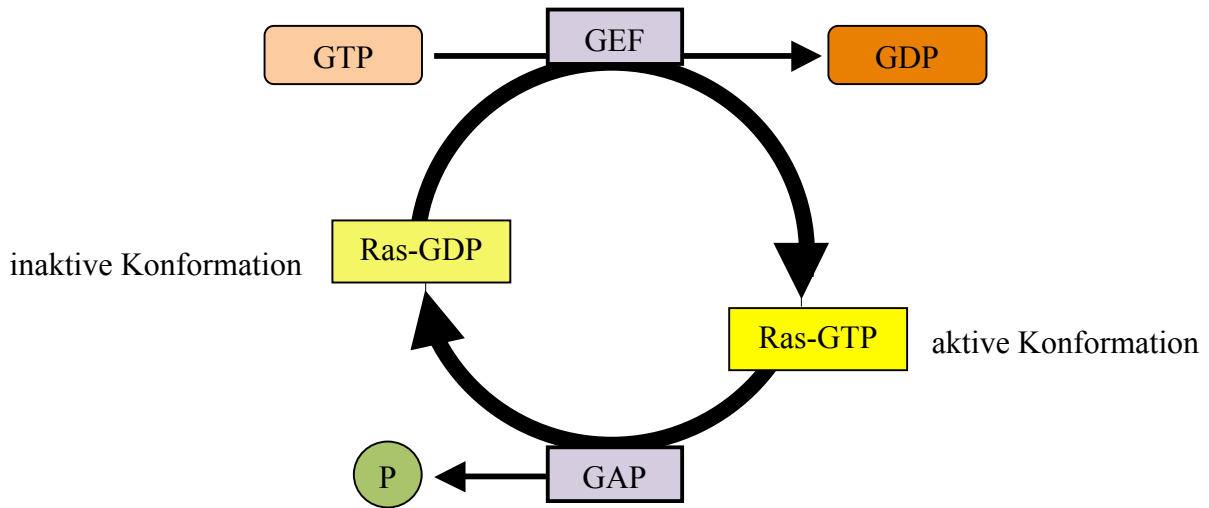 GTP
GEF
GDP
inaktive Konformation
Ras-GDP
Ras-GTP
aktive Konformation
P
GAP